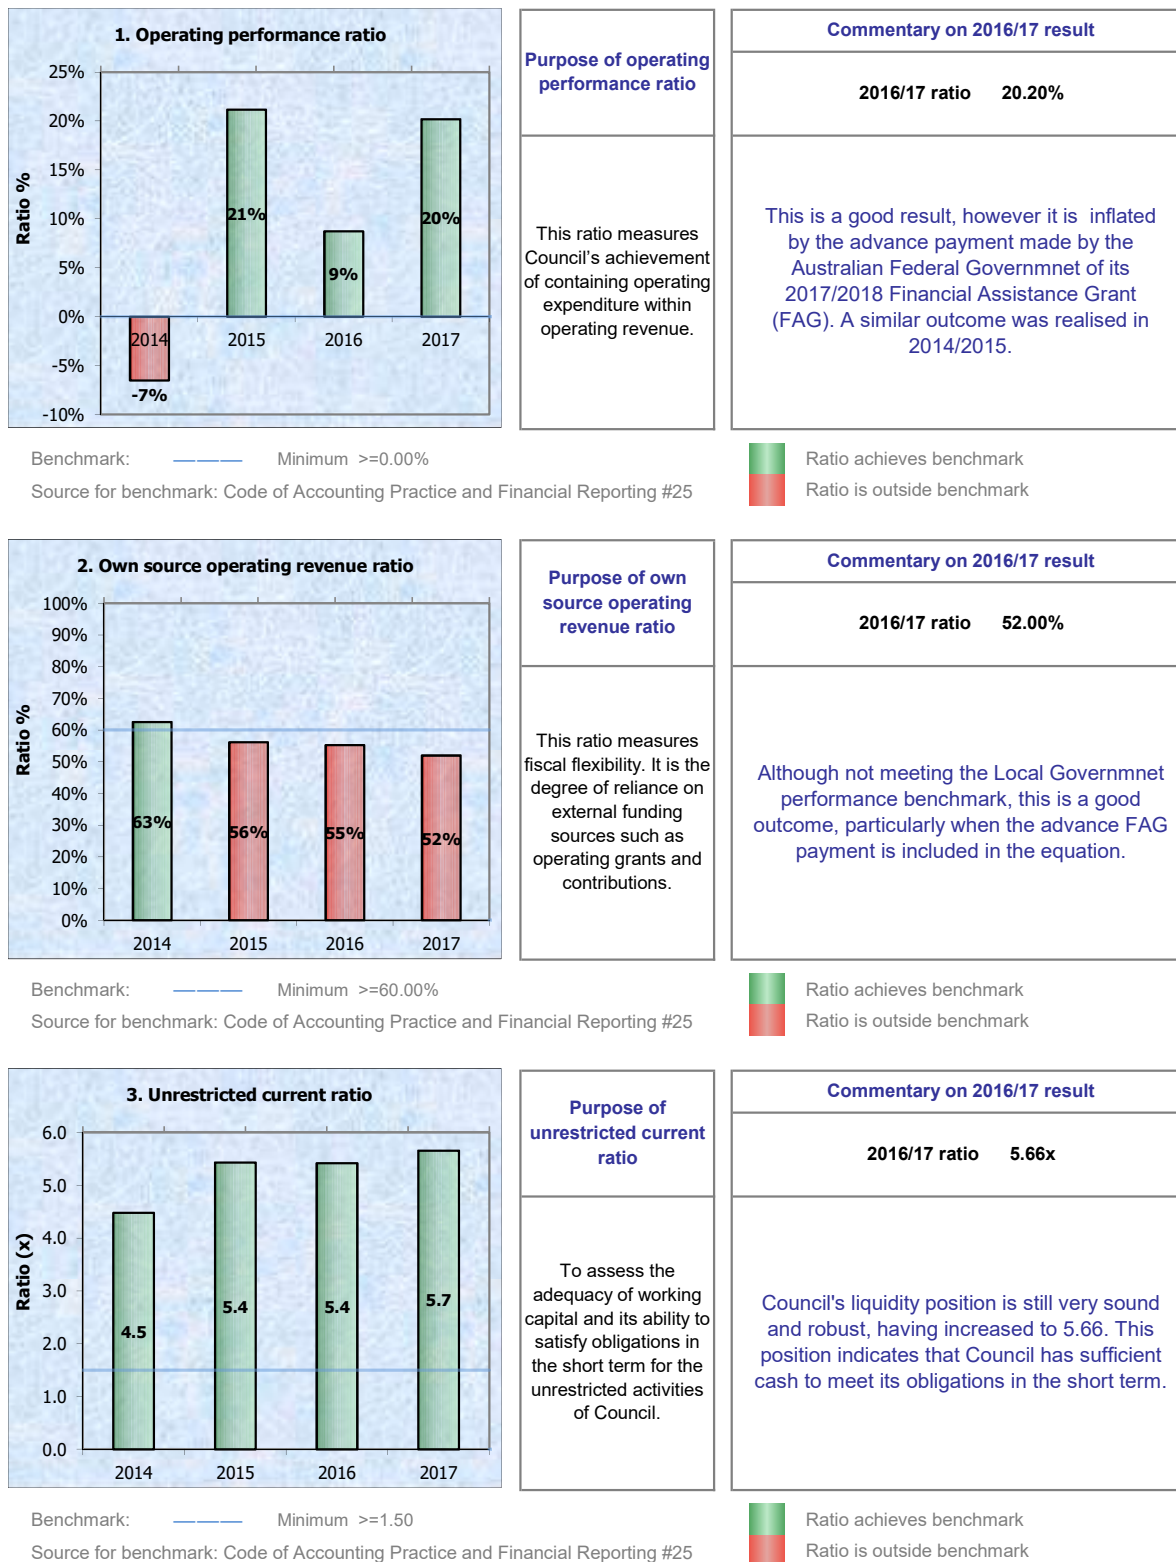 1. Operating performance ratio
Ratio %
25%
20%
15%
10%
5%
0%
-5%
-10%
21%
9%
20%
-7%
2014
2015
2016
2017
Purpose of operating
performance ratio
This ratio measures
Council's achievement
of containing operating
expenditure within
operating revenue.
Commentary on 2016/17 result
2016/17 ratio 20.20%
This is a good result, however it is inflated
by the advance payment made by the
Australian Federal Governmnet of its
2017/2018 Financial Assistance Grant
(FAG). A similar outcome was realised in
2014/2015.
Benchmark: Minimum >=0.00%
Source for benchmark: Code of Accounting Practice and Financial Reporting #25
Ratio achieves benchmark
Ratio is outside benchmark
2. Own source operating revenue ratio
Ratio %
100%
90%
80%
70%
60%
50%
40%
30%
20%
10%
0%
63%
56%
55%
52%
2014
2015
2016
2017
Purpose of own
source operating
revenue ratio
This ratio measures
fiscal flexibility. It is the
degree of reliance on
external funding
sources such as
operating grants and
contributions.
Commentary on 2016/17 result
2016/17 ratio 52.00%
Although not meeting the Local Governmnet
performance benchmark, this is a good
outcome, particularly when the advance FAG
payment is included in the equation.
Benchmark: Minimum >=60.00%
Source for benchmark: Code of Accounting Practice and Financial Reporting #25
Ratio achieves benchmark
Ratio is outside benchmark
3. Unrestricted current ratio
Ratio (x)
6.0
5.0
4.0
3.0
2.0
1.0
0.0
4.5
5.4
5.4
5.7
2014
2015
2016
2017
Purpose of
unrestricted current
ratio
To assess the
adequacy of working
capital and its ability to
satisfy obligations in
the short term for the
unrestricted activities
of Council.
Commentary on 2016/17 result
2016/17 ratio 5.66x
Council's liquidity position is still very sound
and robust, having increased to 5.66. This
position indicates that Council has sufficient
cash to meet its obligations in the short term.
Benchmark: Minimum >=1.50
Source for benchmark: Code of Accounting Practice and Financial Reporting #25
Ratio achieves benchmark
Ratio is outside benchmark